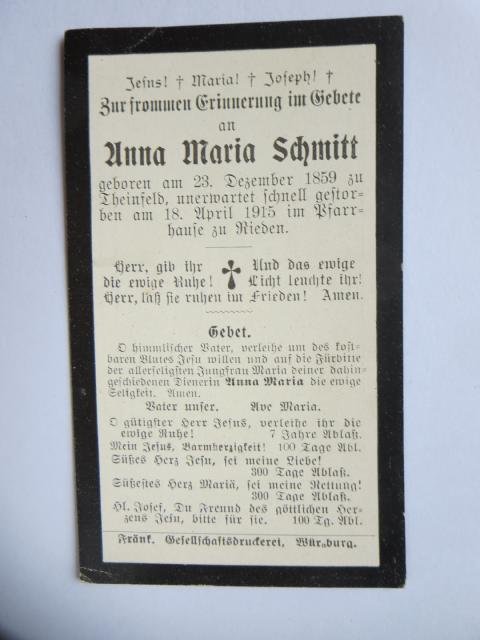 Jesus! † Maria! † Joseph! †
Zur frommen Erinnerung im Gebete
an
Anna Maria Schmitt
geboren am 23. Dezember 1859 zu
Theinfeld, unerwartet schnell gestor-
ben am 18. April 1915 im Pfarr-
hause zu Rieden.
Herr, gib ihr ✝ Und das ewige
die ewige Ruhe! Licht leuchte ihr!
Herr, laß sie ruhen im Frieden! Amen.
Gebet.
O himmlischer Vater, verleihe um des kost-
baren Blutes Jesu willen und auf die Fürbitte
der allerseligsten Jungfrau Maria deiner dahin-
geschiedenen Dienerin Anna Maria die ewige
Seligkeit. Amen.
Vater unser. Ave Maria.
O gütigster Herr Jesus, verleihe ihr die
ewige Ruhe! 7 Jahre Ablaß.
Mein Jesus, Barmherzigkeit! 100 Tage Abl.
Süßes Herz Jesu, sei meine Liebe!
300 Tage Ablaß.
Süßestes Herz Mariä, sei meine Rettung!
300 Tage Ablaß.
Hl. Josef, Du Freund des göttlichen Her-
zens Jesu, bitte für sie. 100 Tg. Abl.
Fränk. Gesellschaftsdruckerei, Würzburg.